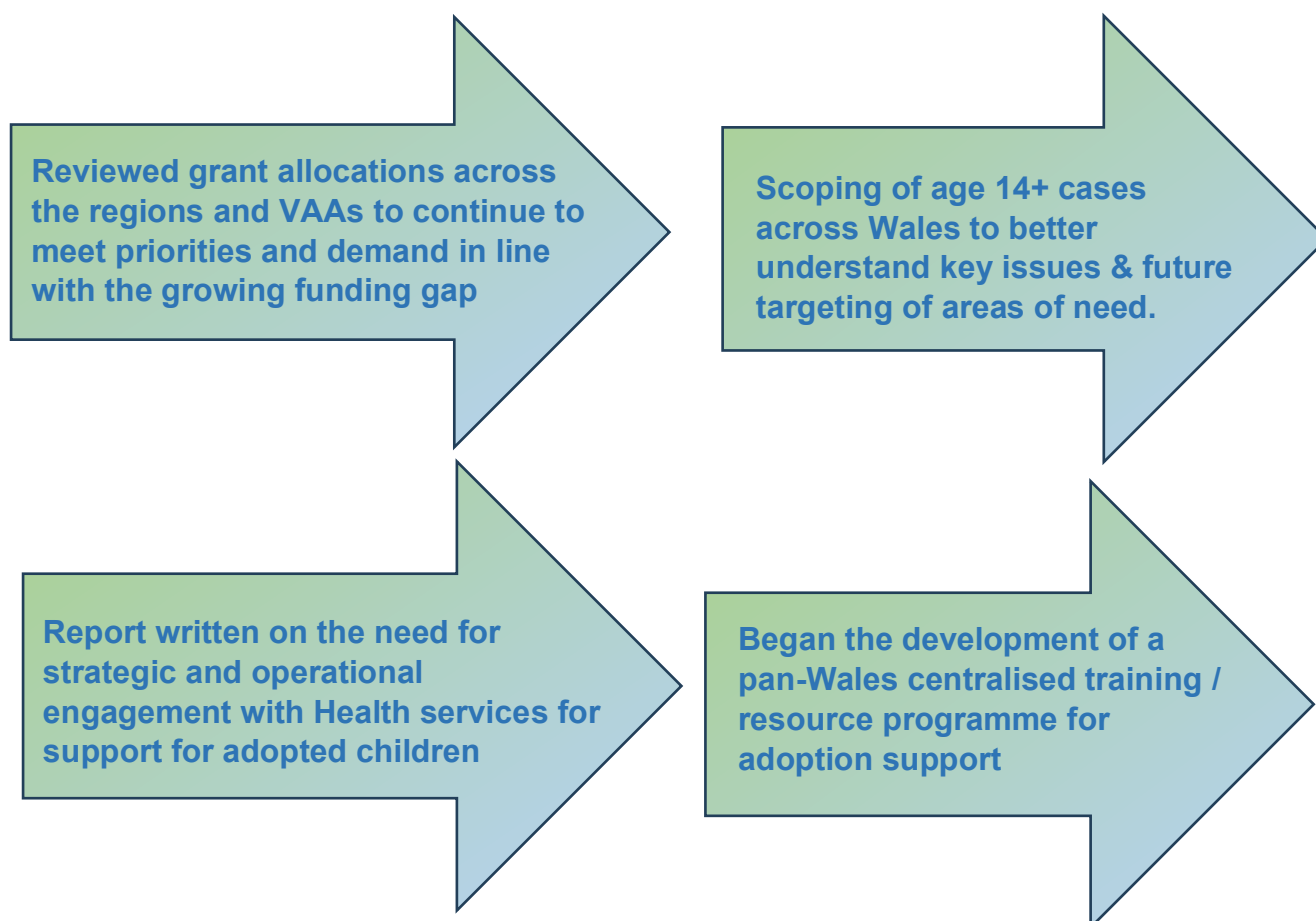 Reviewed grant allocations across
the regions and VAAs to continue to
meet priorities and demand in line
with the growing funding gap
Scoping of age 14+ cases
across Wales to better
understand key issues & future
targeting of areas of need.
Report written on the need for
strategic and operational
engagement with Health services for
support for adopted children
Began the development of a
pan-Wales centralised training /
resource programme for
adoption support